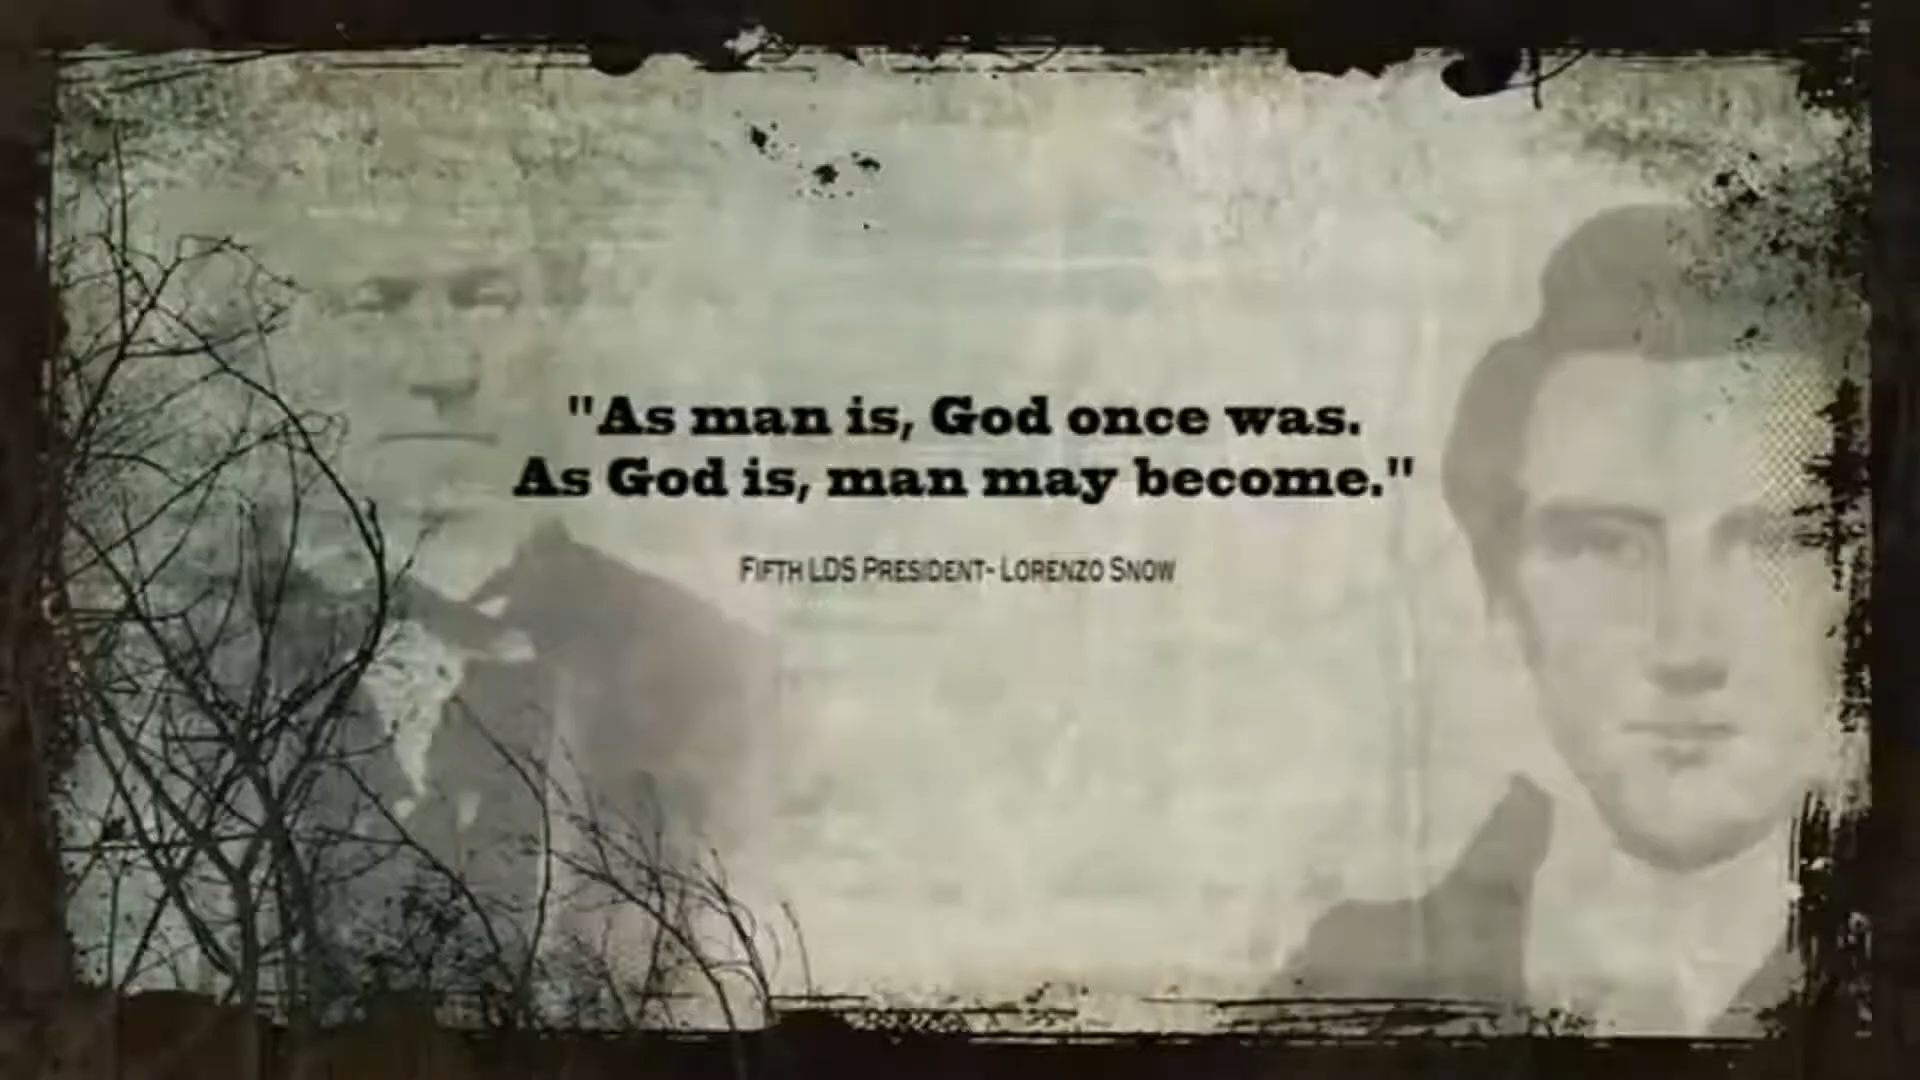 "As man is, God once was.
As God is, man may become."
FIFTH LDS PRESIDENT- LORENZO SNOW